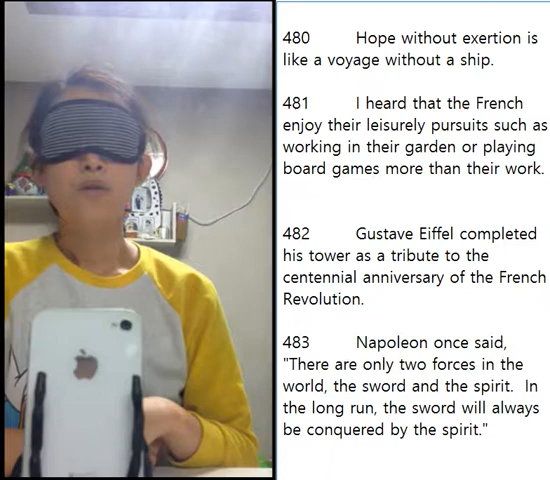 480 Hope without exertion is
like a voyage without a ship.
481 I heard that the French
enjoy their leisurely pursuits such as
working in their garden or playing
board games more than their work.
482 Gustave Eiffel completed
his tower as a tribute to the
centennial anniversary of the French
Revolution.
483 Napoleon once said,
"There are only two forces in the
world, the sword and the spirit. In
the long run, the sword will always
be conquered by the spirit."